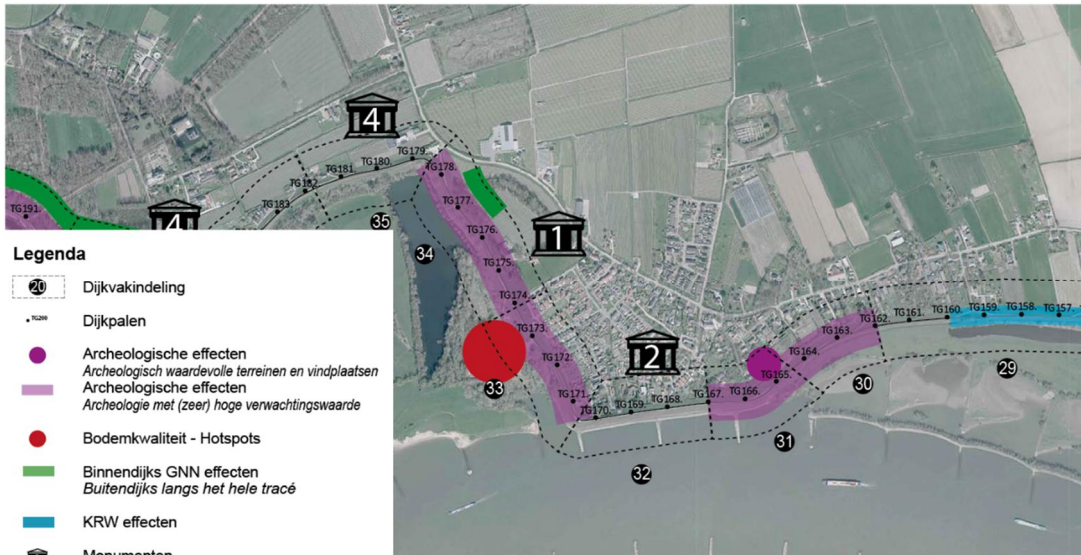 4
TG179.
TG180.
TG178.
TG181.
TG182.
TG177.
TG183.
TG191.
4
35
1
TG176.
34
Legenda
TG175.
20
Dijkvakindeling
TG174.
TG160.
TG159.
TG158.
TG157.
TG200
Dijkpalen
TG162.
TG161.
TG173.
TG163.
Archeologische effecten
Archeologisch waardevolle terreinen en vindplaatsen
2
TG172.
TG164.
29
33
TG165.
30
Archeologische effecten
Archeologie met (zeer) hoge verwachtingswaarde
TG171.
TG170.
TG169.
TG168.
TG167.
TG166.
Bodemkwaliteit - Hotspots
31
Binnendijks GNN effecten
Buitendijks langs het hele tracé
32
KRW effecten
Monumenten